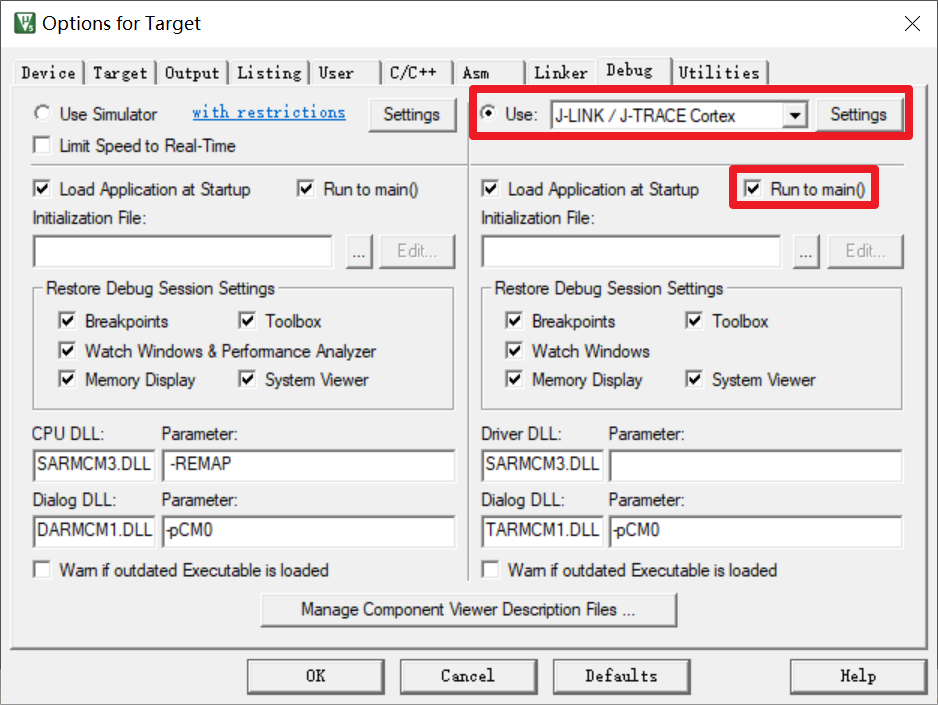 Options for Target
Device Target Output Listing User C/C++ Asm Linker Debug Utilities
Use Simulator with restrictions Settings
Limit Speed to Real-Time
Load Application at Startup Run to main()
Initialization File:
... Edit...
Restore Debug Session Settings
Breakpoints Toolbox
Watch Windows & Performance Analyzer
Memory Display System Viewer
CPU DLL: Parameter:
SARMCM3.DLL -REMAP
Dialog DLL: Parameter:
DARMCM1.DLL -pCM0
Warn if outdated Executable is loaded
Use: J-LINK / J-TRACE Cortex Settings
Load Application at Startup Run to main()
Initialization File:
... Edit...
Restore Debug Session Settings
Breakpoints Toolbox
Watch Windows
Memory Display System Viewer
Driver DLL: Parameter:
SARMCM3.DLL
Dialog DLL: Parameter:
TARMCM1.DLL -pCM0
Warn if outdated Executable is loaded
Manage Component Viewer Description Files ...
OK Cancel Defaults Help